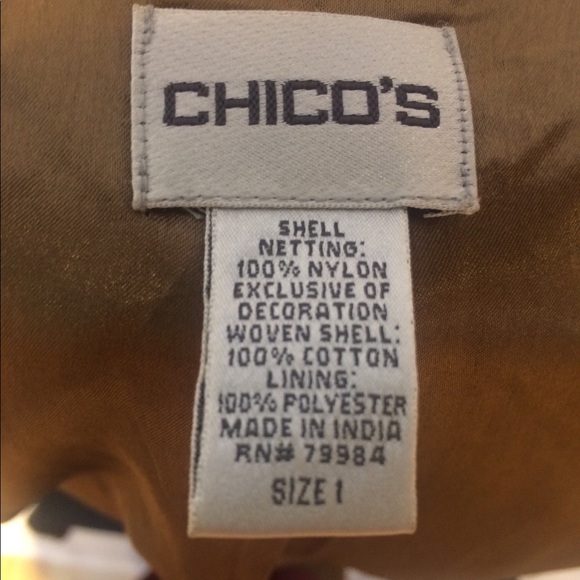 CHICO'S
SHELL
NETTING:
100% NYLON
EXCLUSIVE OF
DECORATION
WOVEN SHELL:
100% COTTON
LINING:
100% POLYESTER
MADE IN INDIA
RN# 79984
SIZE 1